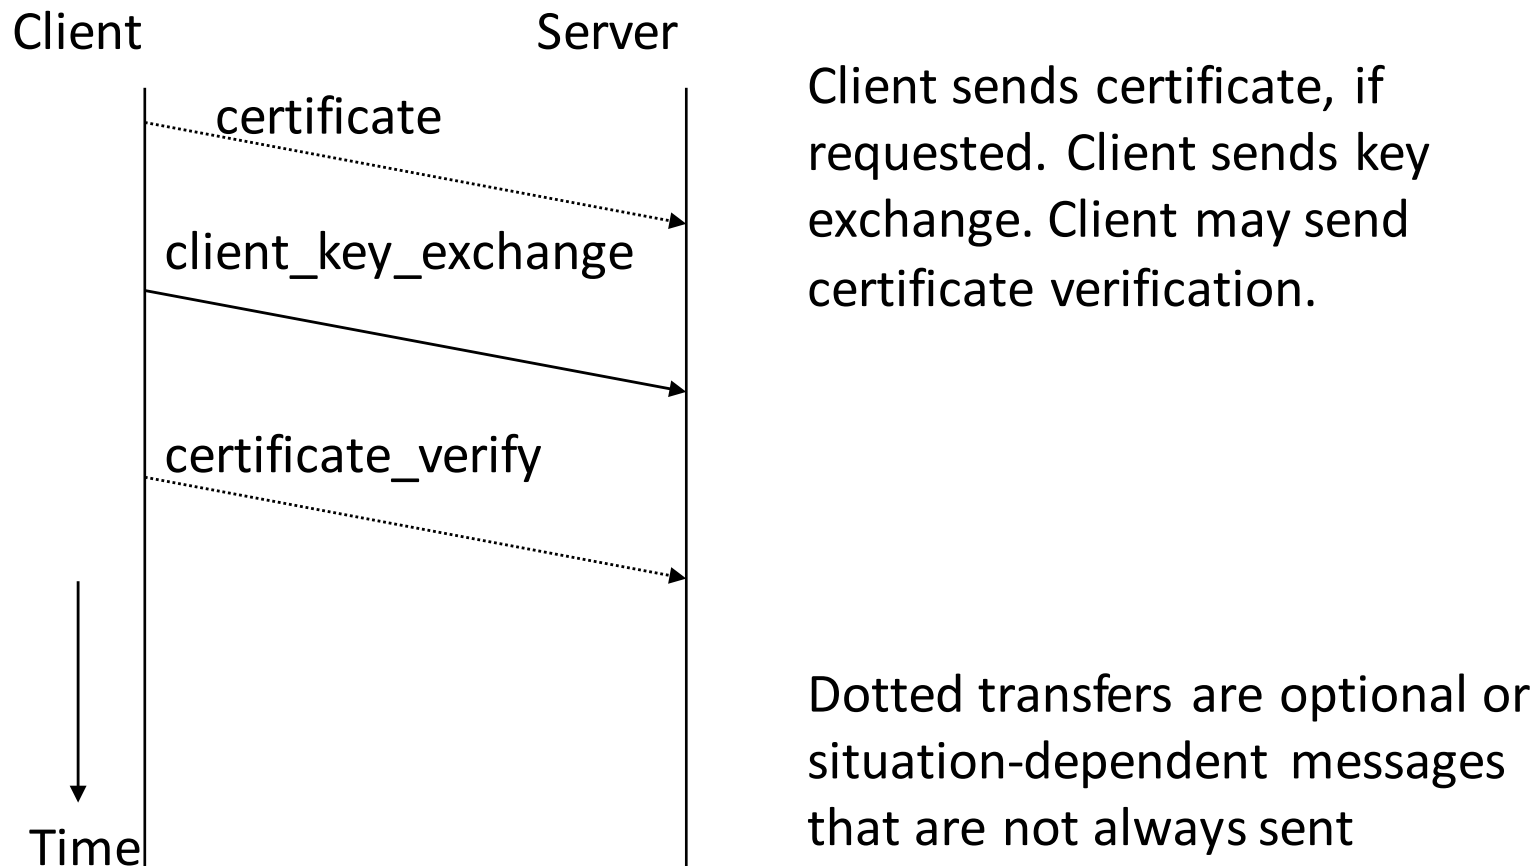 Client
Server
certificate
client_key_exchange
certificate_verify
Time
Client sends certificate, if
requested. Client sends key
exchange. Client may send
certificate verification.
Dotted transfers are optional or
situation-dependent messages
that are not always sent